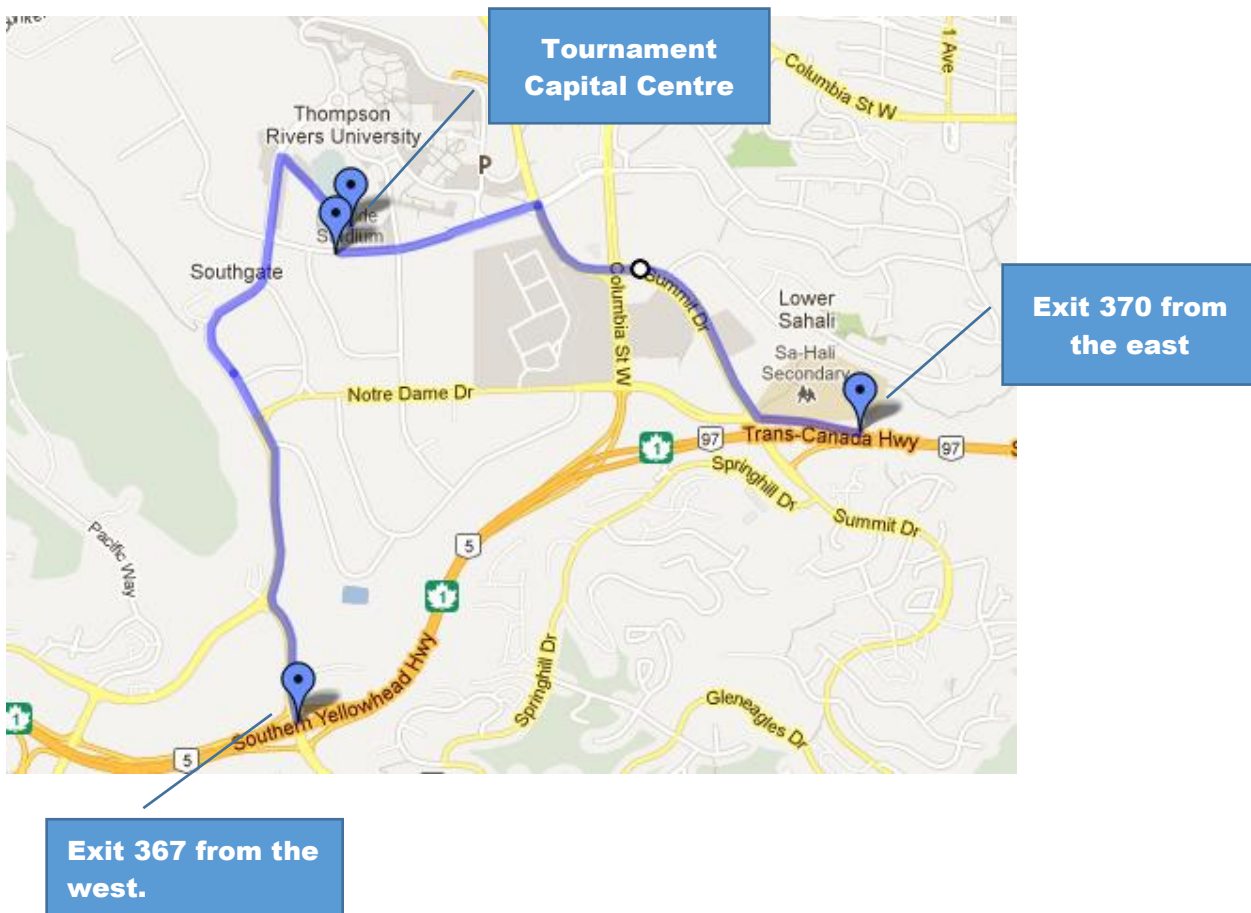 Tournament
Capital Centre
Columbia St W
1 Ave
Thompson
Rivers University
P
Stadium
Southgate
Columbia St W
Summit Dr
Lower
Sahali
Sa-Hali
Secondary
Exit 370 from
the east
Notre Dame Dr
1
97
Trans-Canada Hwy
97
S
Springhill Dr
Summit Dr
Pacific Way
5
1
Springhill Dr
Gleneagles Dr
1
Southern Yellowhead Hwy
5
Exit 367 from the
west.